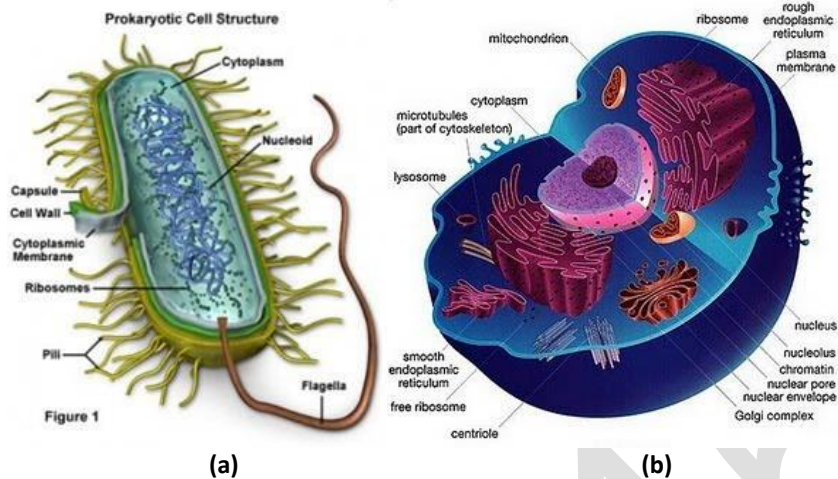 Prokaryotic Cell Structure
Cytoplasm
Nucleoid
Capsule
Cell Wall
Cytoplasmic
Membrane
Ribosomes
Pili
Flagella
Figure 1
(a)
ribosome
rough
endoplasmic
reticulum
mitochondrion
plasma
membrane
cytoplasm
microtubules
(part of cytoskeleton)
lysosome
nucleus
nucleolus
chromatin
nuclear pore
nuclear envelope
Golgi complex
smooth
endoplasmic
reticulum
free ribosome
centriole
(b)